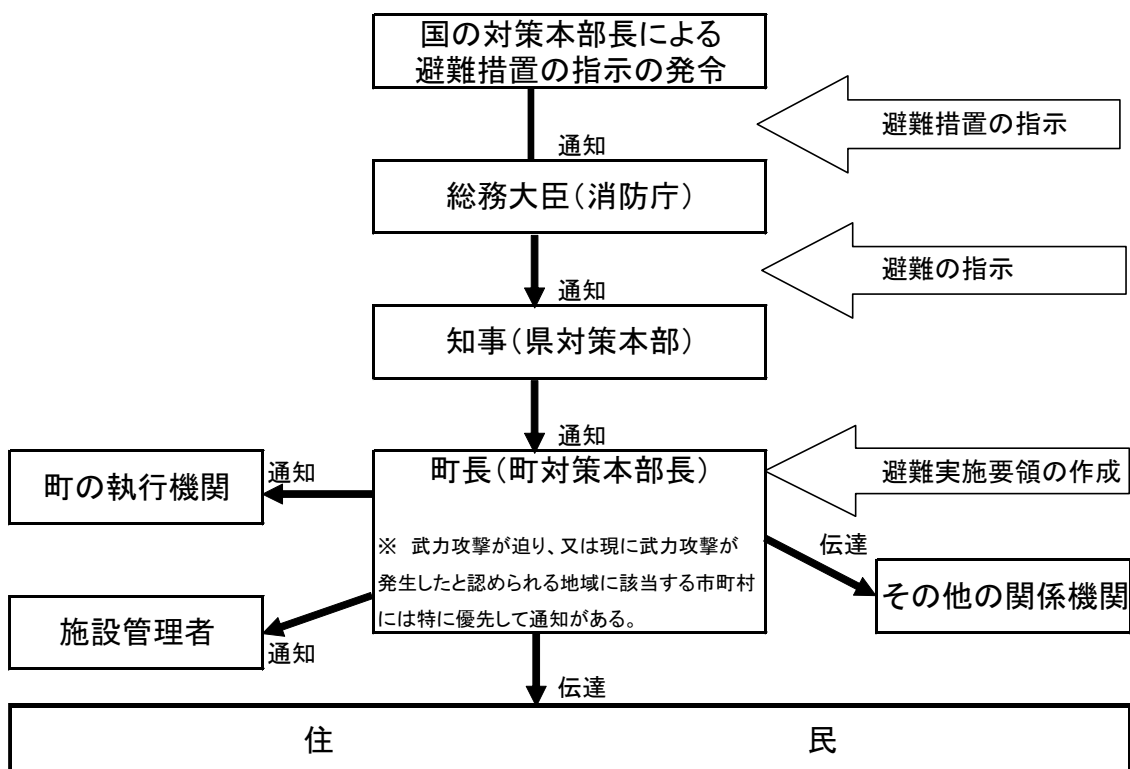 国の対策本部長による
避難措置の指示の発令
避難措置の指示
通知
総務大臣（消防庁）
避難の指示
通知
知事（県対策本部）
通知
町長（町対策本部長）
避難実施要領の作成
通知
町の執行機関
※　武力攻撃が迫り、又は現に武力攻撃が
発生したと認められる地域に該当する市町村
には特に優先して通知がある。
伝達
その他の関係機関
施設管理者
通知
伝達
住　民